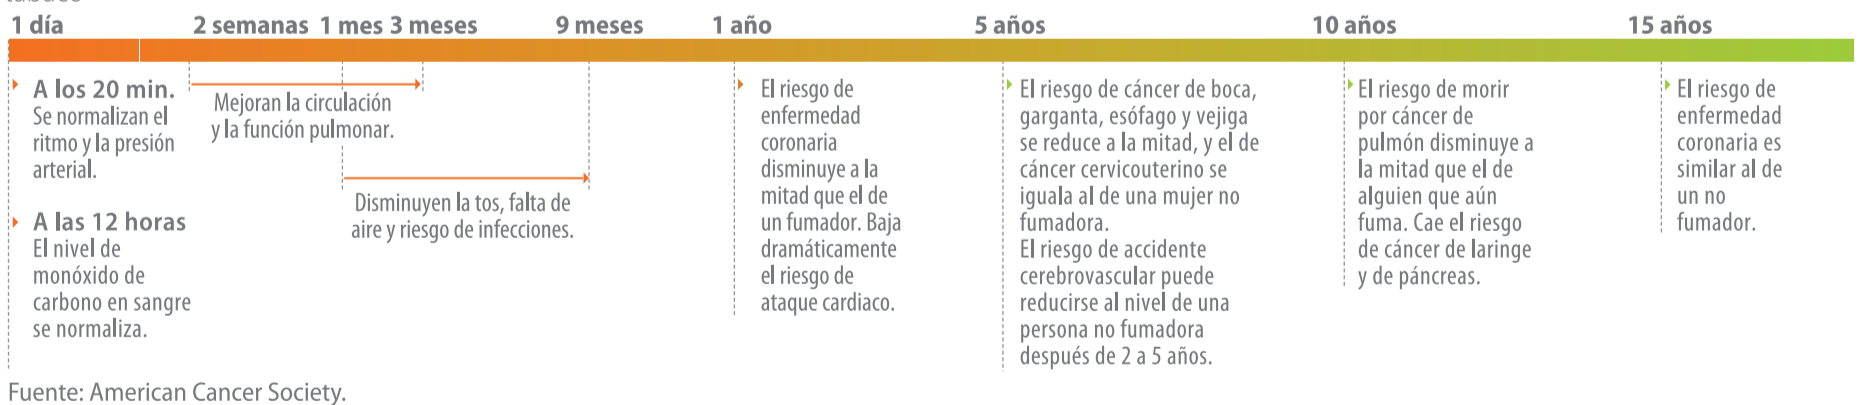 1 día
2 semanas
1 mes
3 meses
9 meses
1 año
5 años
10 años
15 años
A los 20 min.
Se normalizan el
ritmo y la presión
arterial.
A las 12 horas
El nivel de
monóxido de
carbono en sangre
se normaliza.
Mejoran la circulación
y la función pulmonar.
Disminuyen la tos, falta de
aire y riesgo de infecciones.
El riesgo de
enfermedad
coronaria
disminuye a la
mitad que el de
un fumador. Baja
dramáticamente
el riesgo de
ataque cardiaco.
El riesgo de cáncer de boca,
garganta, esófago y vejiga
se reduce a la mitad, y el de
cáncer cervicouterino se
iguala al de una mujer no
fumadora.
El riesgo de accidente
cerebrovascular puede
reducirse al nivel de una
persona no fumadora
después de 2 a 5 años.
El riesgo de morir
por cáncer de
pulmón disminuye a
la mitad que el de
alguien que aún
fuma. Cae el riesgo
de cáncer de laringe
y de páncreas.
El riesgo de
enfermedad
coronaria es
similar al de
un no
fumador.
Fuente: American Cancer Society.